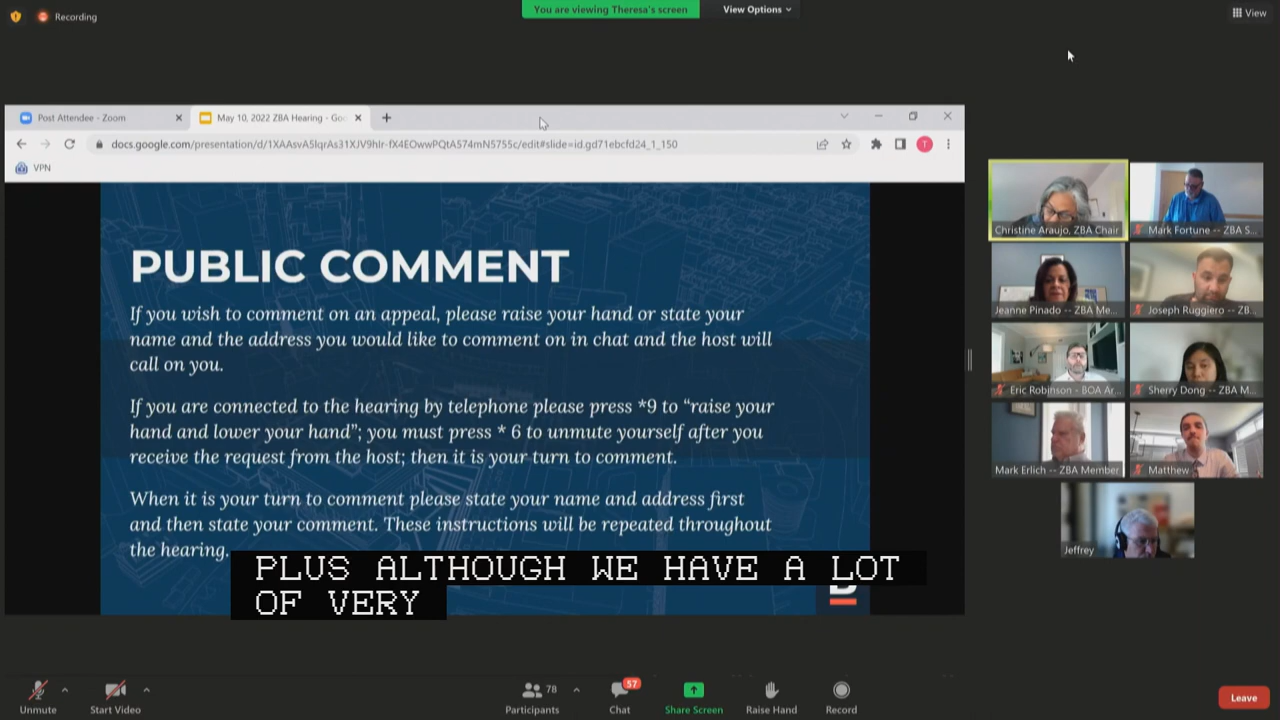 Recording
You are viewing Theresa's screen
View Options
View
Post Attendee - Zoom
May 10, 2022 ZBA Hearing - Goo
docs.google.com/presentation/d/1XAAsvA5lqrAs31XJV9hIr-fX4EOwwPQtA574mN5755c/edit#slide=id.gd71ebcfd24_1_150
T
VPN
PUBLIC COMMENT
If you wish to comment on an appeal, please raise your hand or state your
name and the address you would like to comment on in chat and the host will
call on you.
If you are connected to the hearing by telephone please press *9 to “raise your
hand and lower your hand”; you must press * 6 to unmute yourself after you
receive the request from the host; then it is your turn to comment.
When it is your turn to comment please state your name and address first
and then state your comment. These instructions will be repeated throughout
the hearing.
PLUS ALTHOUGH WE HAVE A LOT
OF VERY
B
Christine Araujo, ZBA Chair
Mark Fortune -- ZBA S...
Jeanne Pinado -- ZBA Me...
Joseph Ruggiero -- ZB...
Eric Robinson - BOA Ar...
Sherry Dong -- ZBA M...
Mark Erlich -- ZBA Member
Matthew
Jeffrey
Unmute
Start Video
78
Participants
57
Chat
Share Screen
Raise Hand
Record
Leave